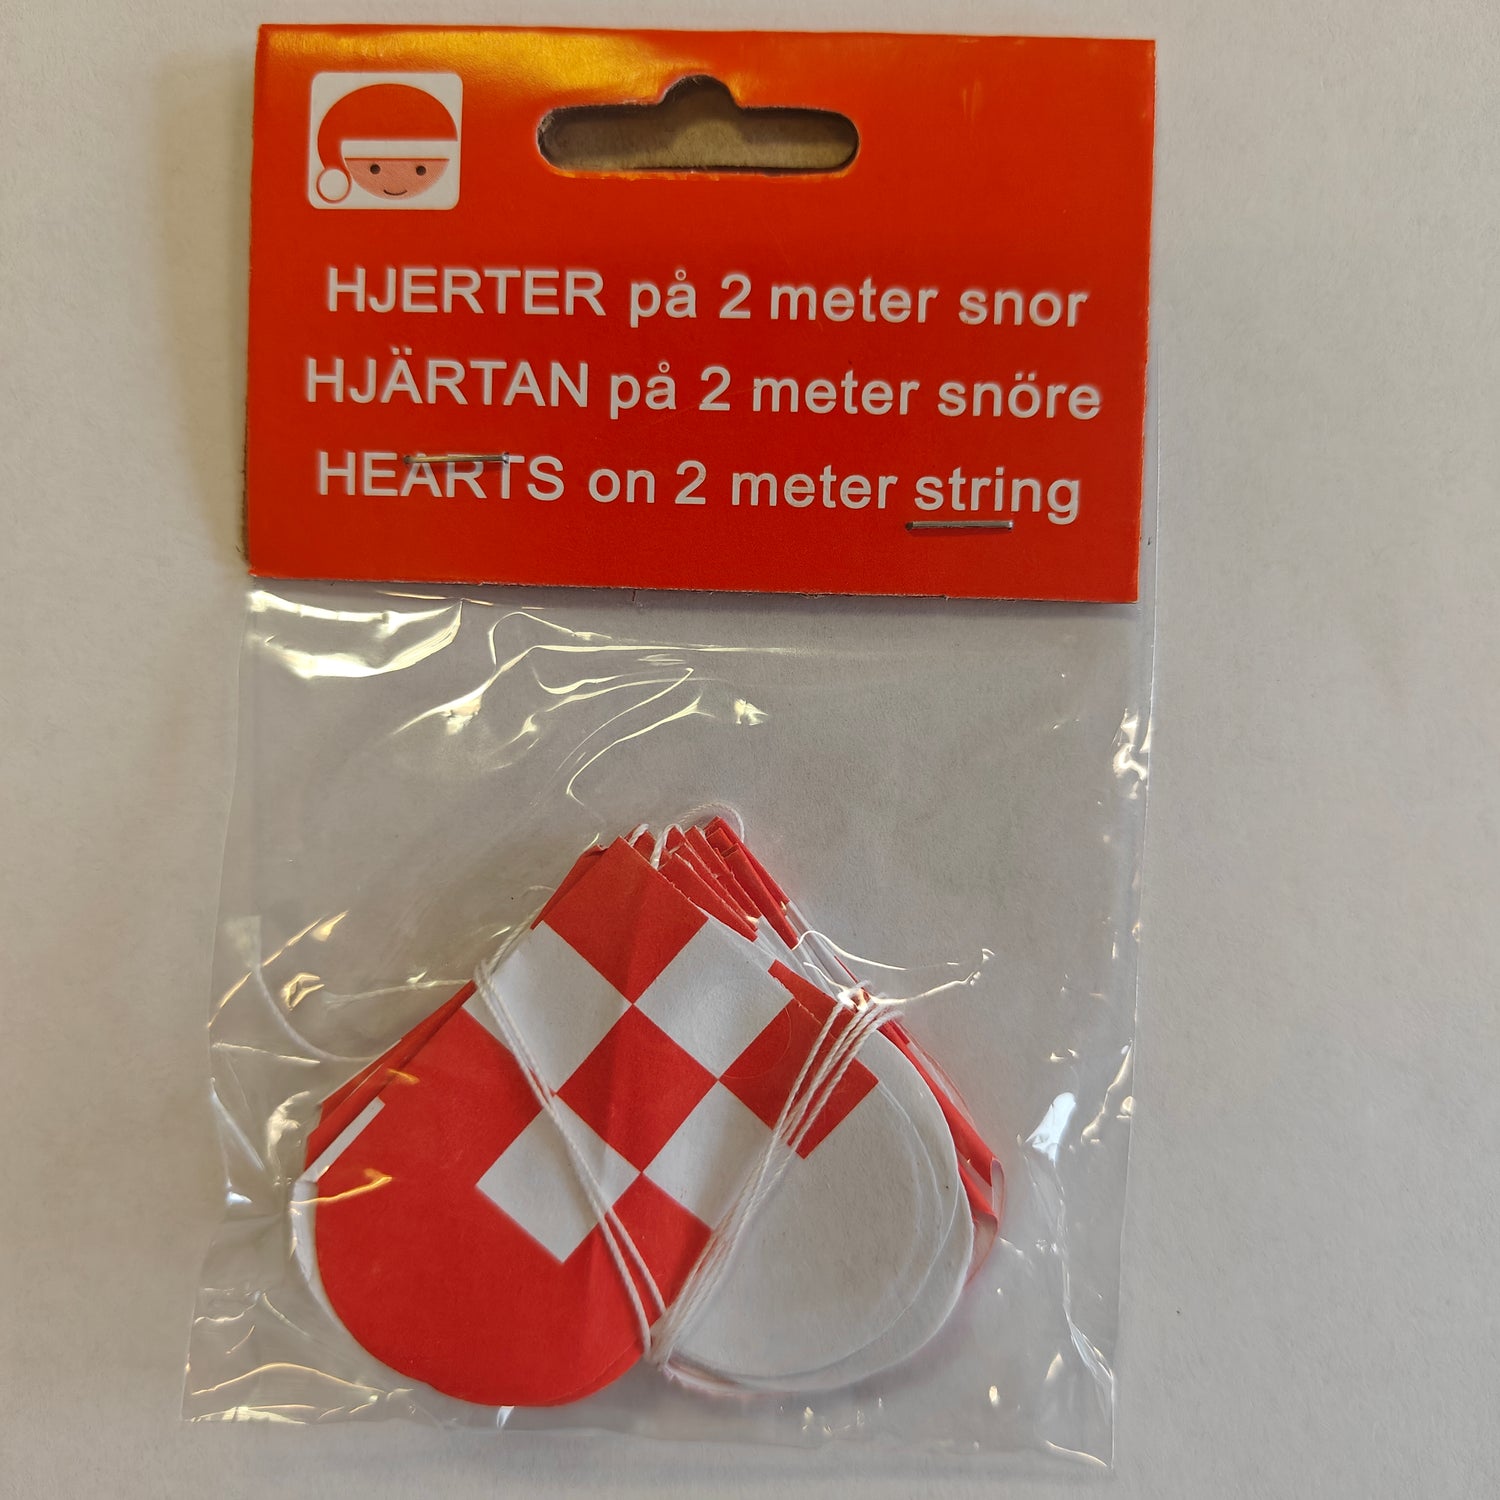 HJERTER på 2 meter snor
HJÄRTAN på 2 meter snöre
HEARTS on 2 meter string